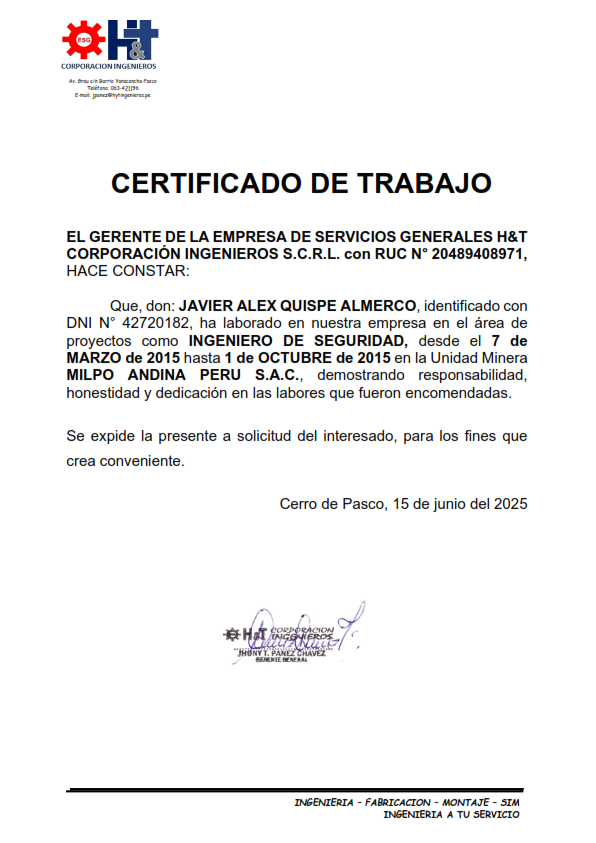 ESG H&T
CORPORACION INGENIEROS
Av. Grau s/n Barrio Yanacancha-Pasco
Teléfono: 063-421196
E-mail: jpanez@hytingenieros.pe
CERTIFICADO DE TRABAJO
EL GERENTE DE LA EMPRESA DE SERVICIOS GENERALES H&T
CORPORACIÓN INGENIEROS S.C.R.L. con RUC N° 20489408971,
HACE CONSTAR:
Que, don: JAVIER ALEX QUISPE ALMERCO, identificado con
DNI N° 42720182, ha laborado en nuestra empresa en el área de
proyectos como INGENIERO DE SEGURIDAD, desde el 7 de
MARZO de 2015 hasta 1 de OCTUBRE de 2015 en la Unidad Minera
MILPO ANDINA PERU S.A.C., demostrando responsabilidad,
honestidad y dedicación en las labores que fueron encomendadas.
Se expide la presente a solicitud del interesado, para los fines que
crea conveniente.
Cerro de Pasco, 15 de junio del 2025
H&T CORPORACION
INGENIEROS
JHONY T. PANEZ CHAVEZ
GERENTE GENERAL
INGENIERIA – FABRICACION – MONTAJE – SIM
INGENIERIA A TU SERVICIO